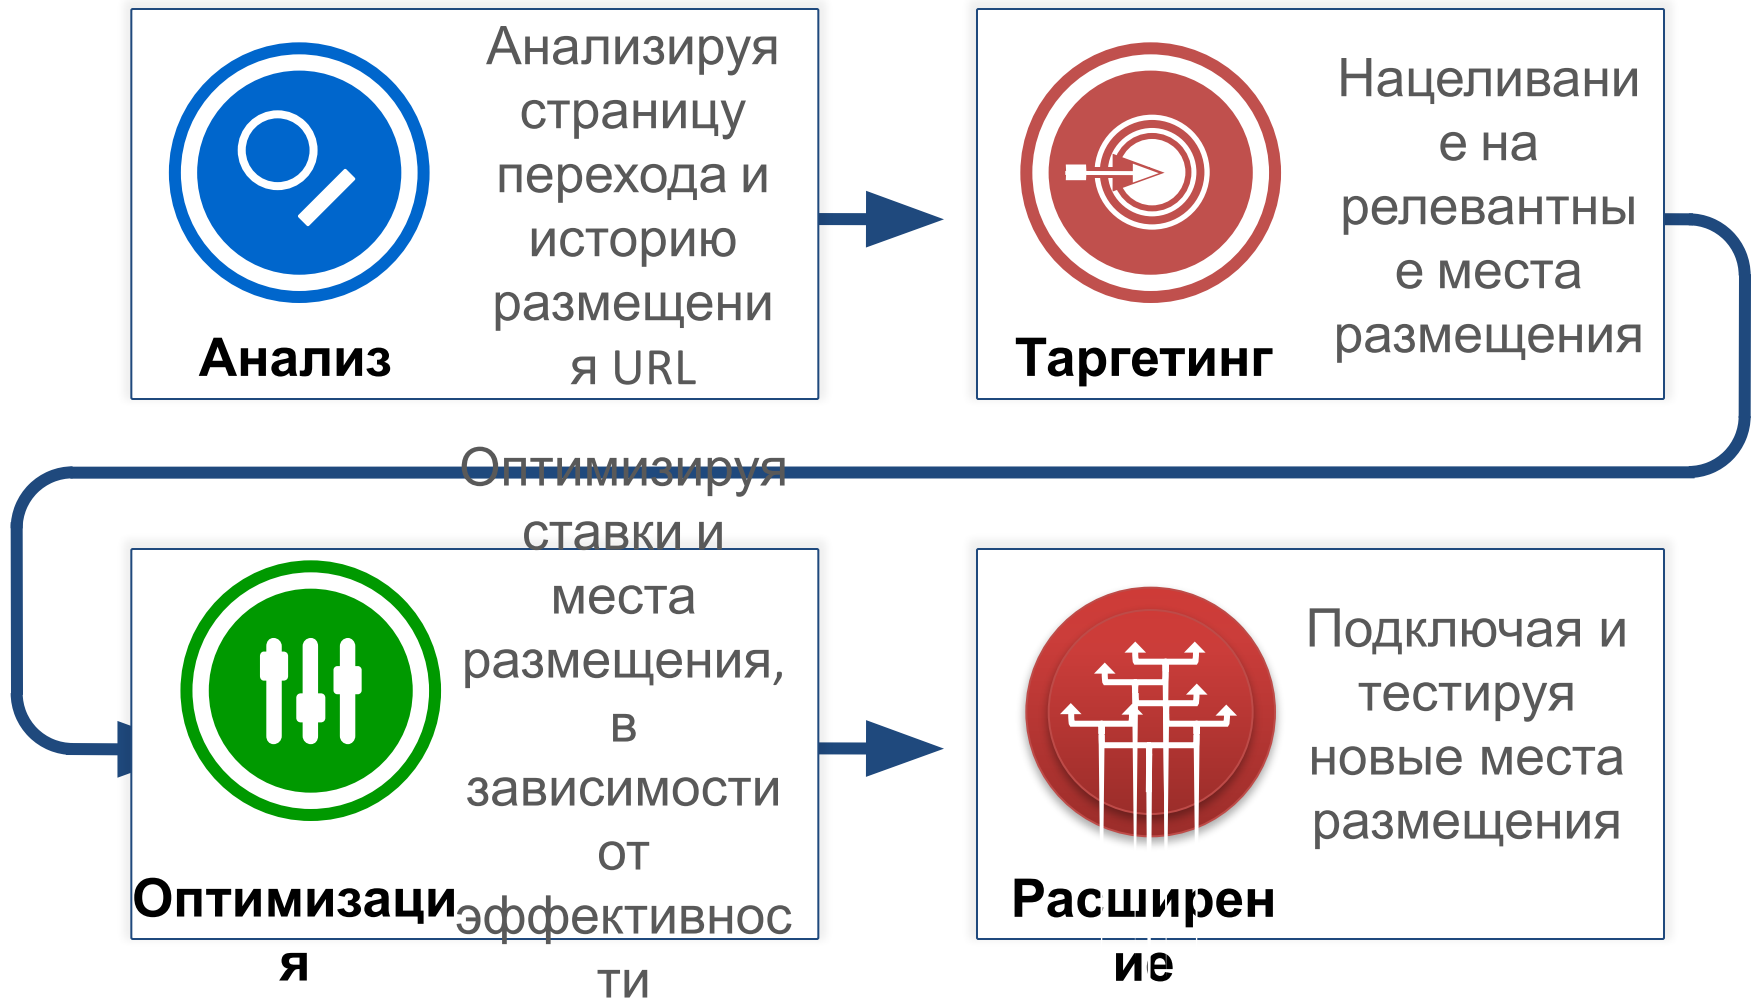 Анализируя
страницу
перехода и
историю
размещени
я URL
Анализ
Нацеливани
е на
релевантны
е места
размещения
Таргетинг
Оптимизируя
ставки и
места
размещения,
в
зависимости
от
эффективнос
ти
Оптимизаци
я
Подключая и
тестируя
новые места
размещения
Расширен
ие